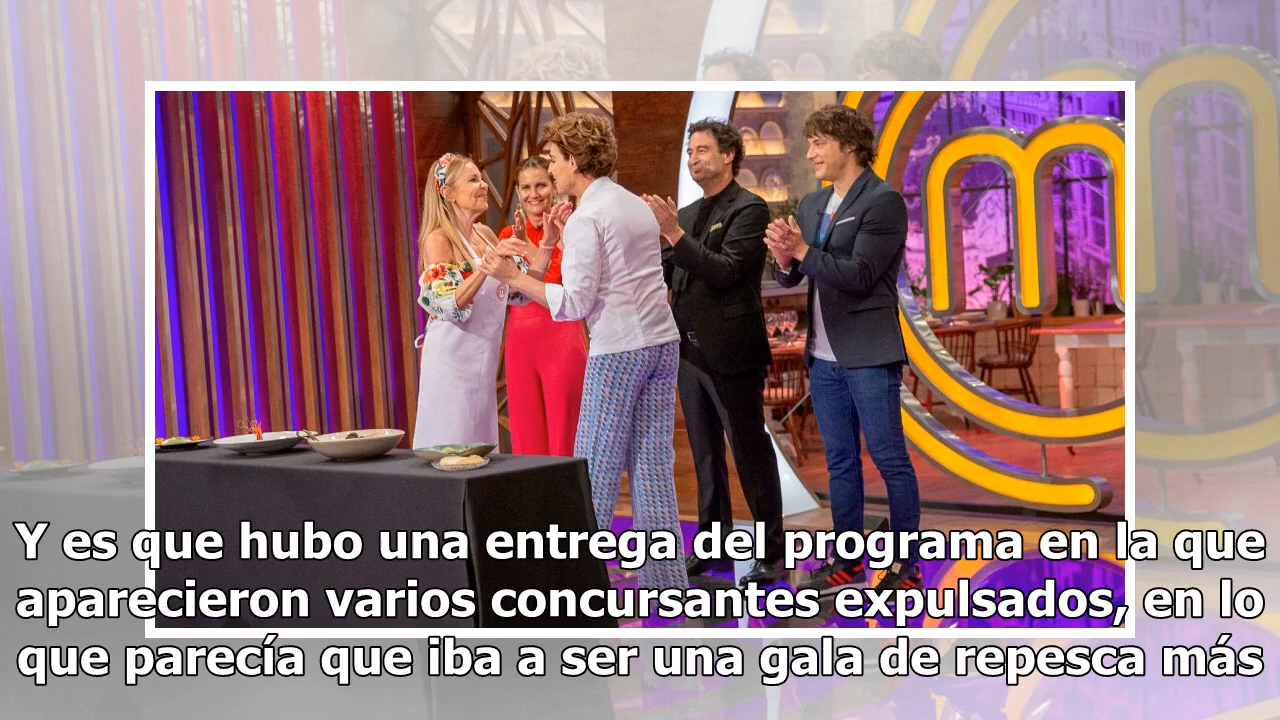 Y es que hubo una entrega del programa en la que
aparecieron varios concursantes expulsados, en lo
que parecía que iba a ser una gala de repesca más